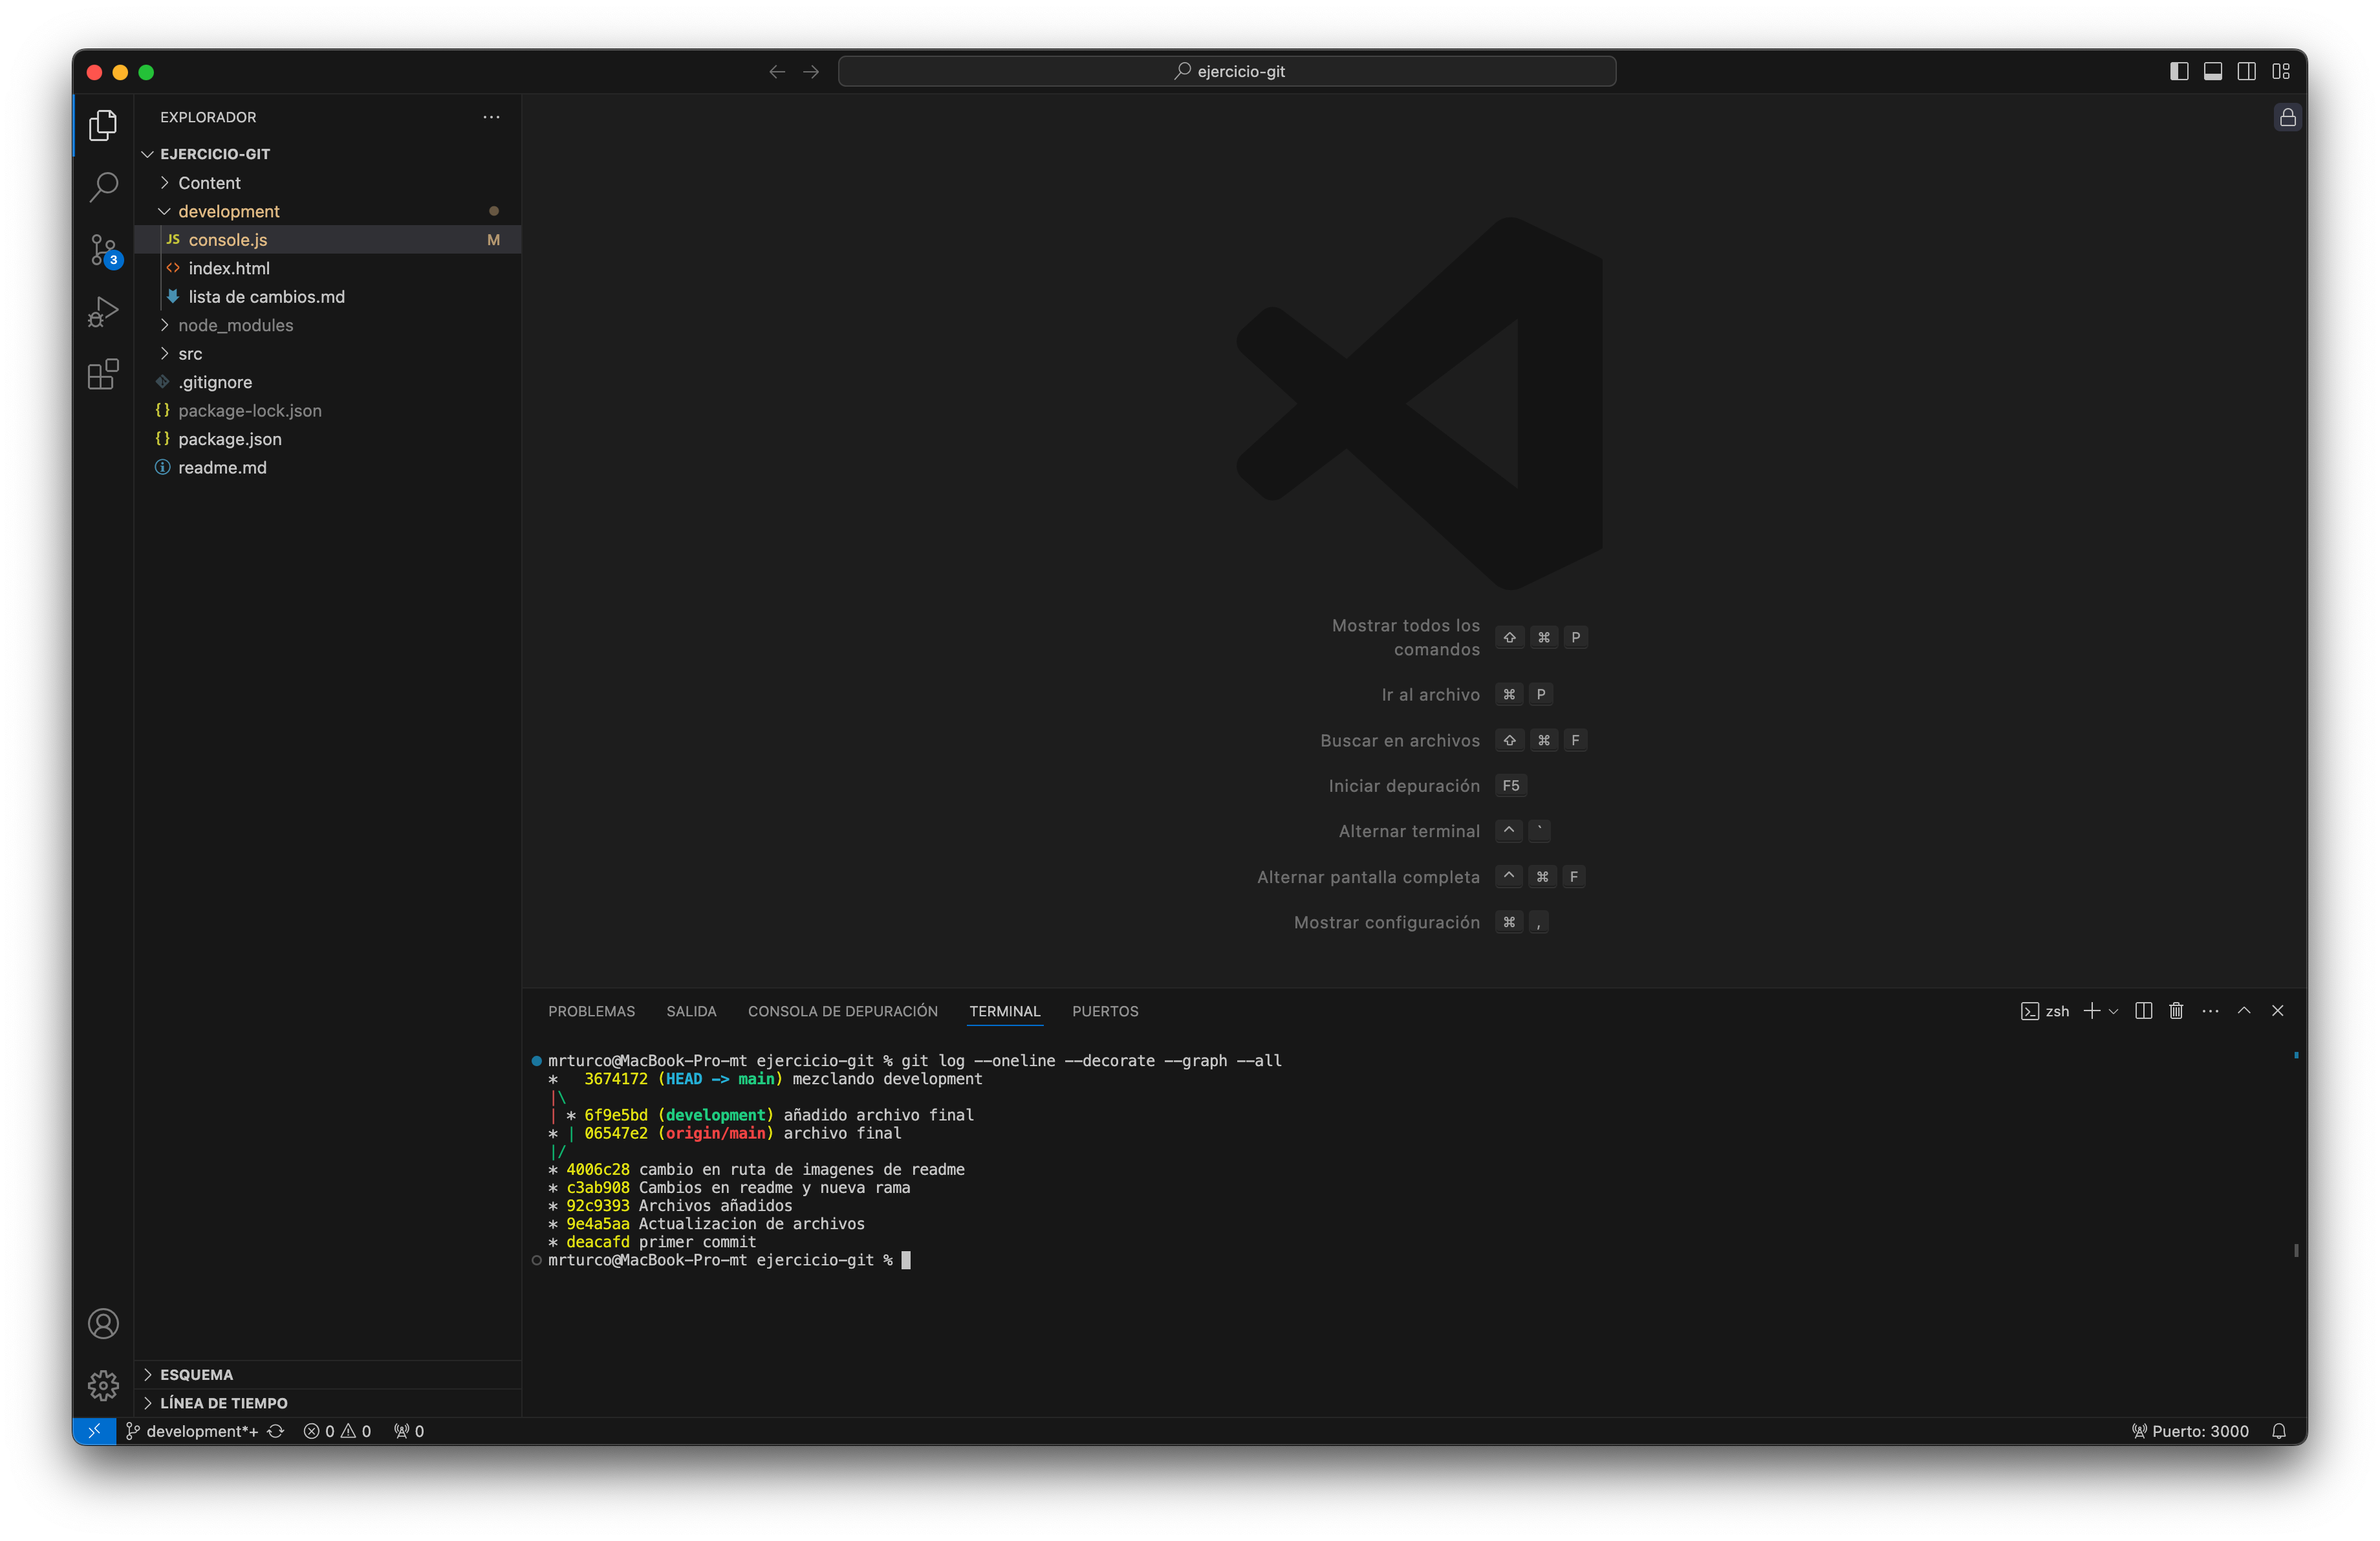 ejercicio-git
EXPLORADOR
EJERCICIO-GIT
Content
development
JS console.js M
index.html
lista de cambios.md
node_modules
src
.gitignore
{} package-lock.json
{} package.json
readme.md
3
ESQUEMA
LÍNEA DE TIEMPO
Mostrar todos los
comandos ⇧ ⌘ P
Ir al archivo ⌘ P
Buscar en archivos ⇧ ⌘ F
Iniciar depuración F5
Alternar terminal ^ `
Alternar pantalla completa ^ ⌘ F
Mostrar configuración ⌘ ,
PROBLEMAS SALIDA CONSOLA DE DEPURACIÓN TERMINAL PUERTOS zsh
mrturco@MacBook-Pro-mt ejercicio-git % git log --oneline --decorate --graph --all
*   3674172 (HEAD -> main) mezclando development
|\
| * 6f9e5bd (development) añadido archivo final
* | 06547e2 (origin/main) archivo final
|/
* 4006c28 cambio en ruta de imagenes de readme
* c3ab908 Cambios en readme y nueva rama
* 92c9393 Archivos añadidos
* 9e4a5aa Actualizacion de archivos
* deacafd primer commit
mrturco@MacBook-Pro-mt ejercicio-git %
development*+ 0 0 0 Puerto: 3000